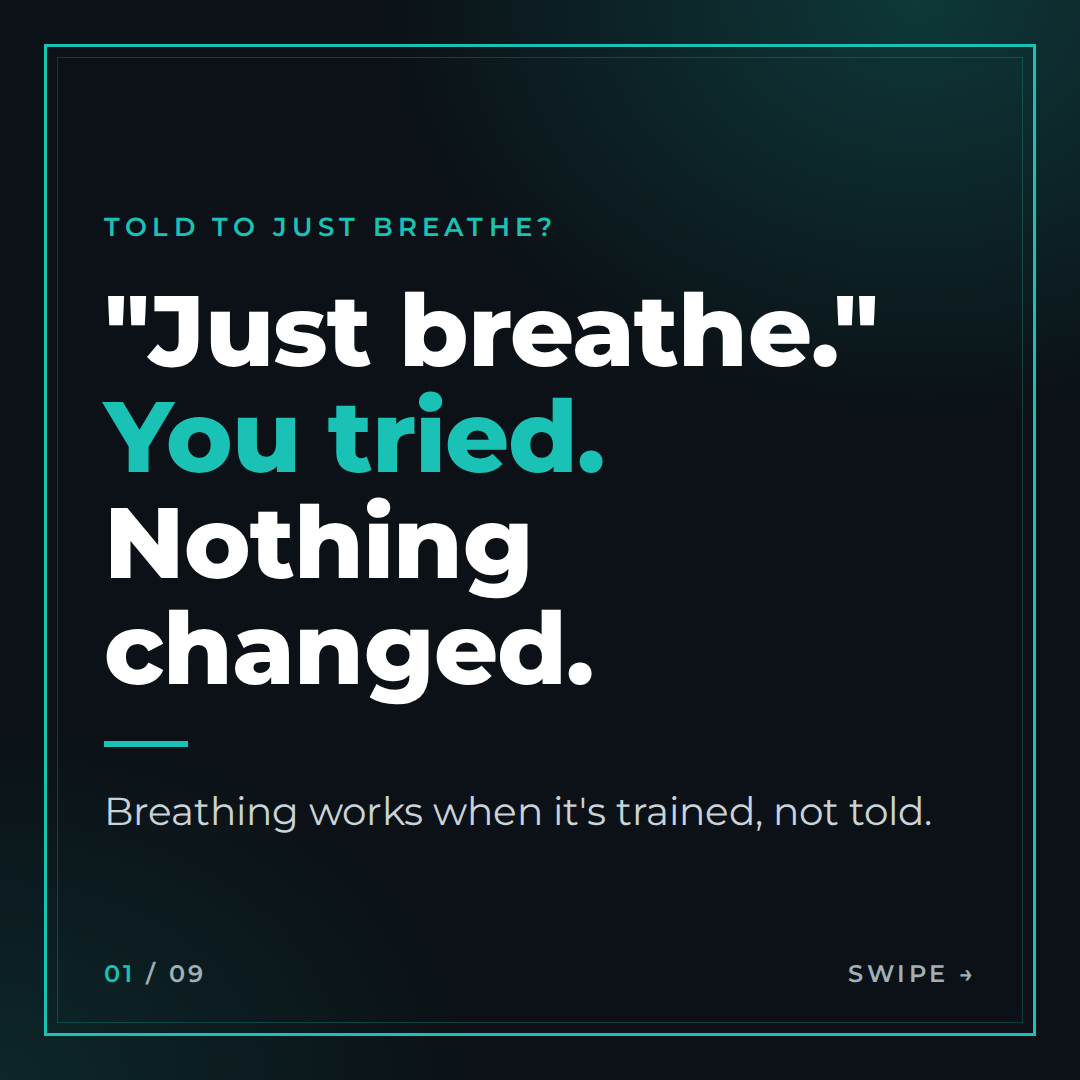 TOLD TO JUST BREATHE?
"Just breathe."
You tried.
Nothing
changed.
Breathing works when it's trained, not told.
01 / 09
SWIPE →